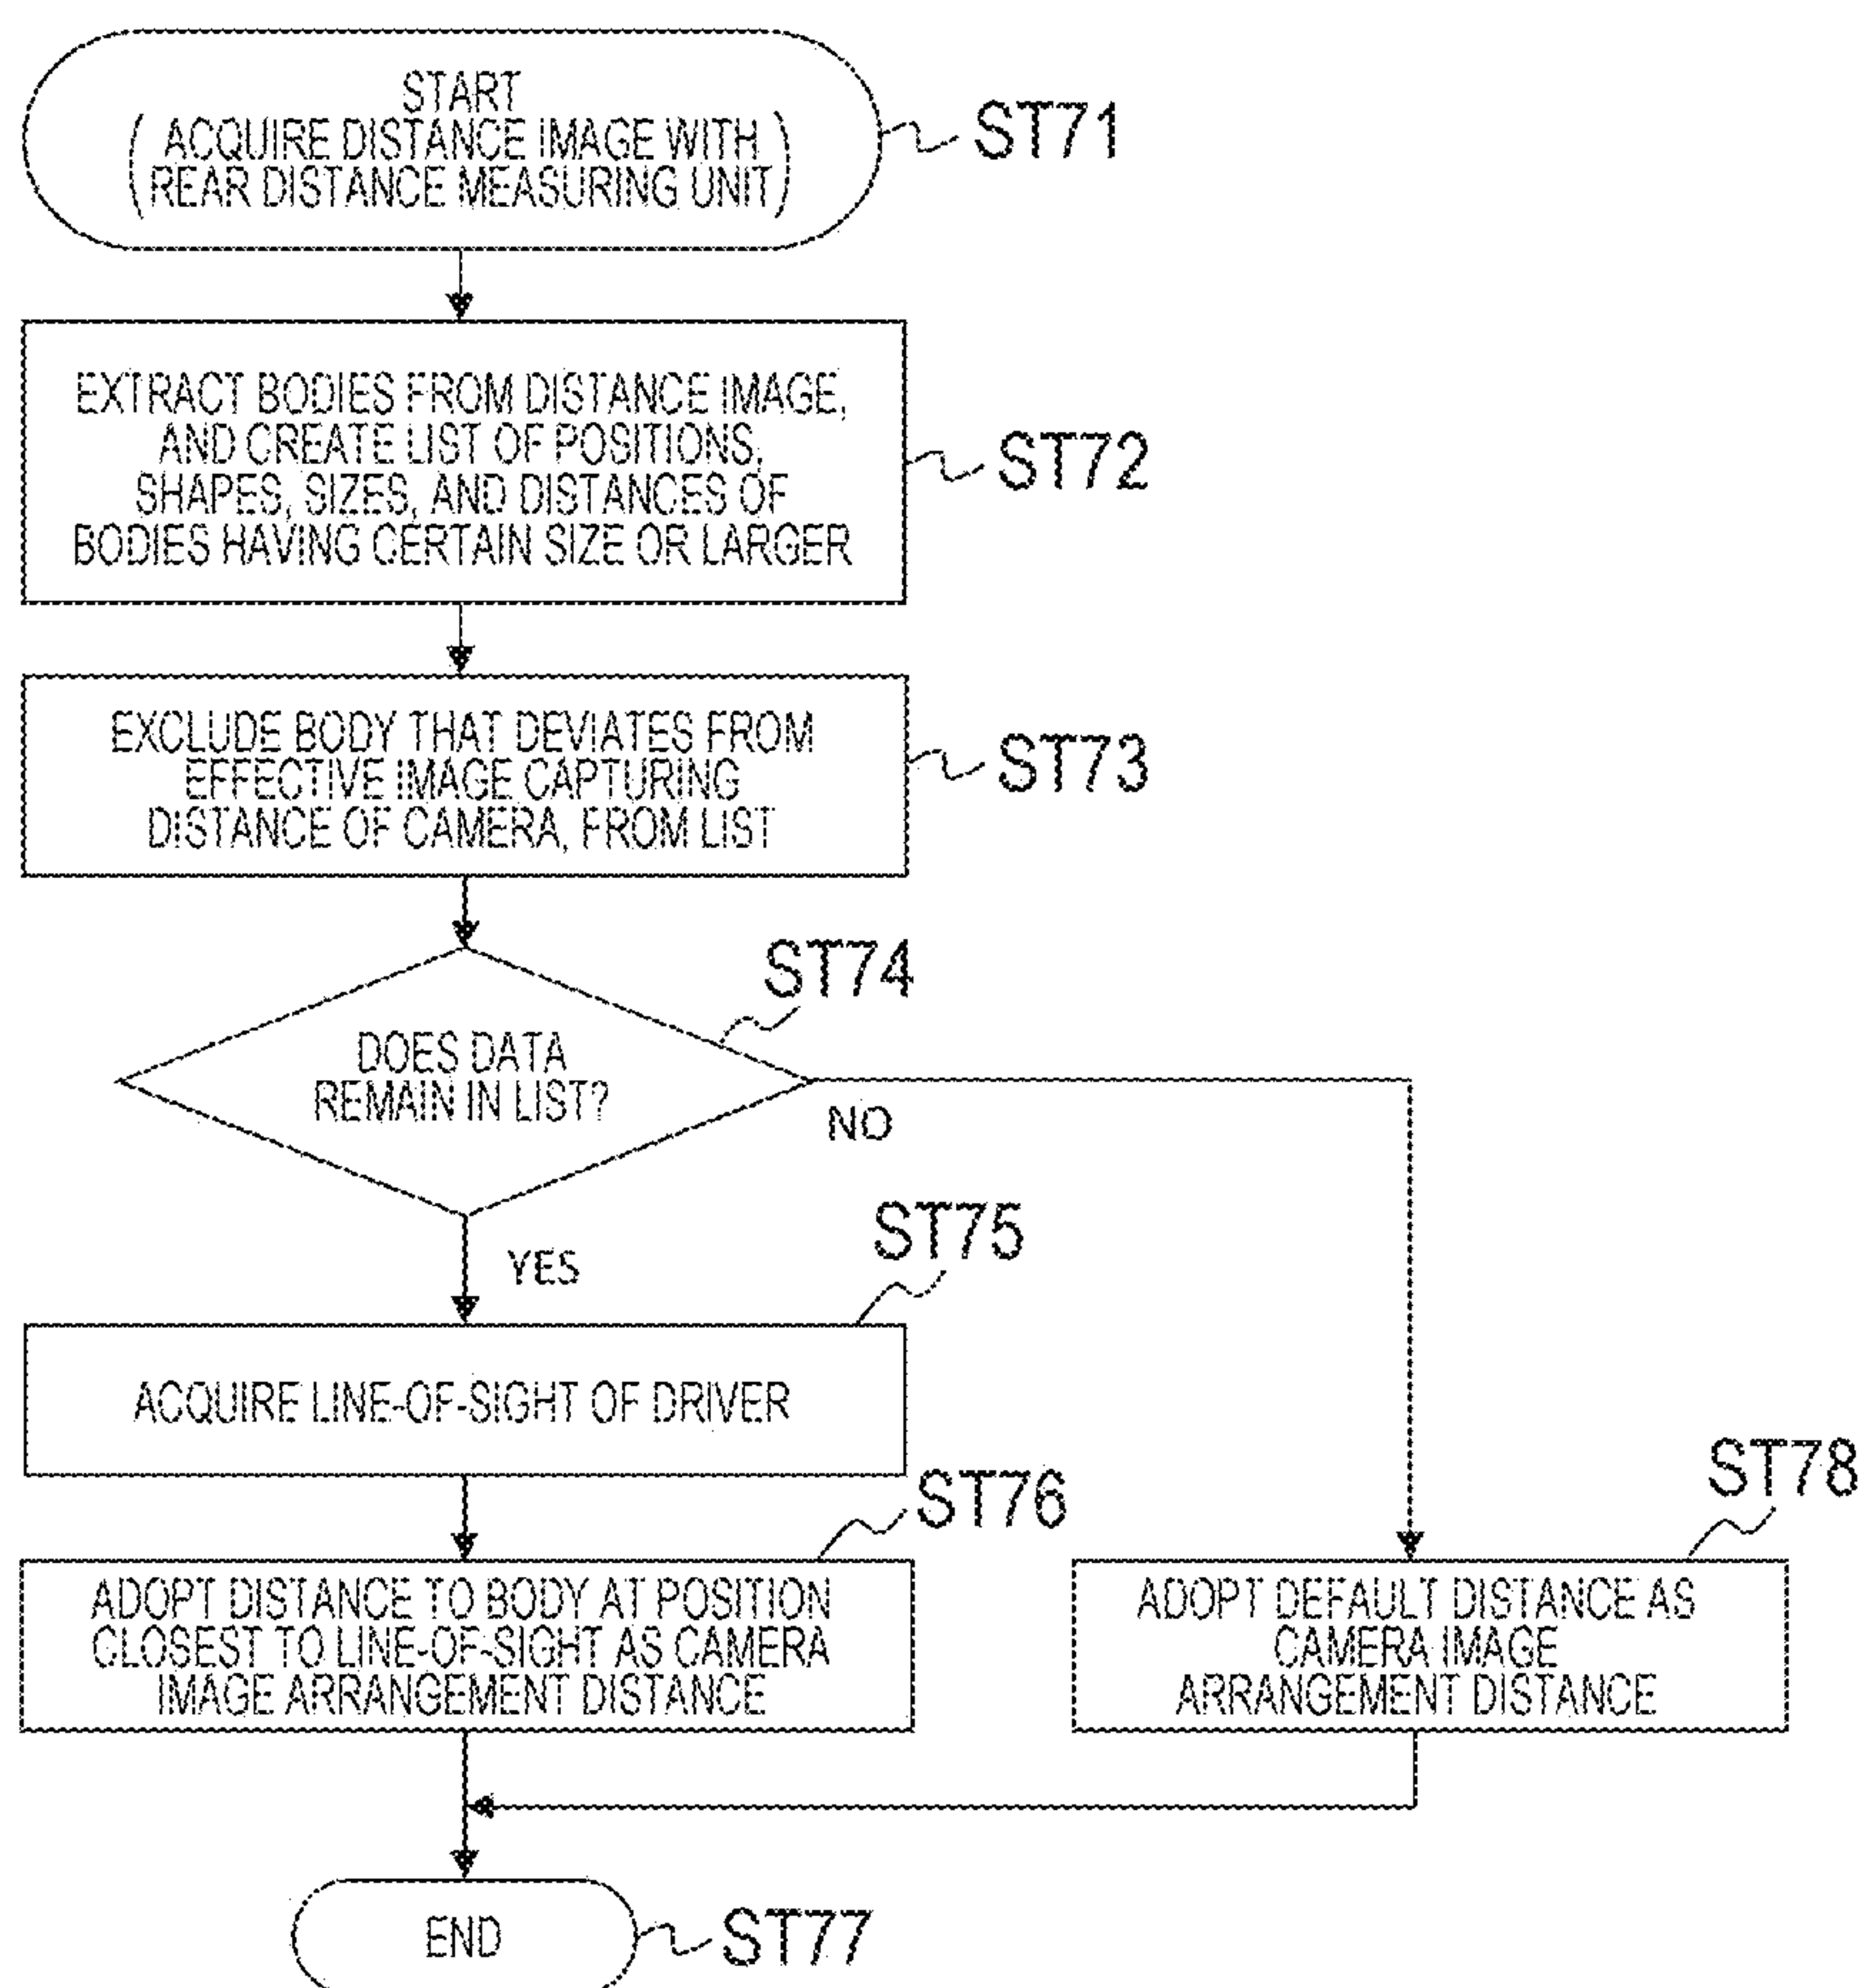 START
( ACQUIRE DISTANCE IMAGE WITH
REAR DISTANCE MEASURING UNIT )
ST71
EXTRACT BODIES FROM DISTANCE IMAGE,
AND CREATE LIST OF POSITIONS,
SHAPES, SIZES, AND DISTANCES OF
BODIES HAVING CERTAIN SIZE OR LARGER
ST72
EXCLUDE BODY THAT DEVIATES FROM
EFFECTIVE IMAGE CAPTURING
DISTANCE OF CAMERA, FROM LIST
ST73
ST74
DOES DATA
REMAIN IN LIST?
NO
YES
ST75
ACQUIRE LINE-OF-SIGHT OF DRIVER
ST76
ADOPT DISTANCE TO BODY AT POSITION
CLOSEST TO LINE-OF-SIGHT AS CAMERA
IMAGE ARRANGEMENT DISTANCE
ST78
ADOPT DEFAULT DISTANCE AS
CAMERA IMAGE
ARRANGEMENT DISTANCE
END
ST77